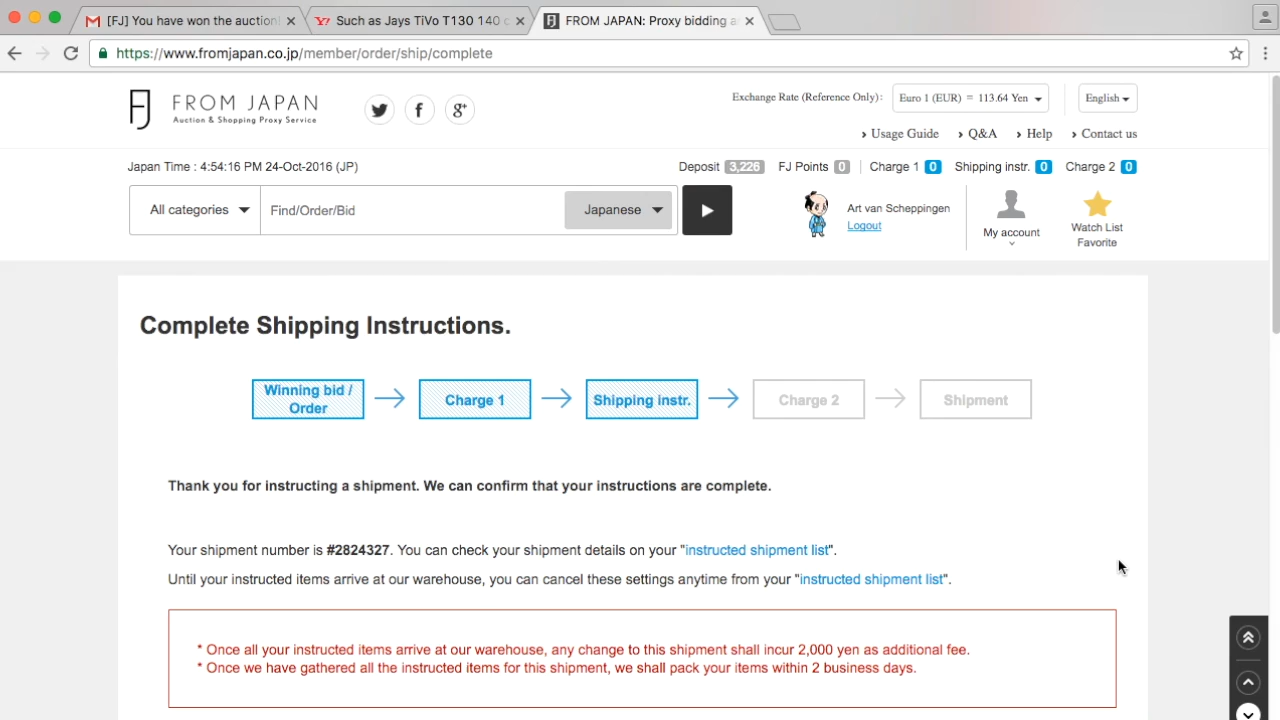 [FJ] You have won the auction
Such as Jays TiVo T130 140 c
FROM JAPAN: Proxy bidding a
https://www.fromjapan.co.jp/member/order/ship/complete
FJ
FROM JAPAN
Auction & Shopping Proxy Service
Exchange Rate (Reference Only): Euro 1 (EUR) = 113.64 Yen English
Usage Guide Q&A Help Contact us
Japan Time : 4:54:16 PM 24-Oct-2016 (JP)
Deposit 3,226 FJ Points 0 Charge 1 0 Shipping instr. 0 Charge 2 0
All categories Find/Order/Bid Japanese
Art van Scheppingen
Logout
My account
Watch List
Favorite
Complete Shipping Instructions.
Winning bid /
Order
Charge 1
Shipping instr.
Charge 2
Shipment
Thank you for instructing a shipment. We can confirm that your instructions are complete.
Your shipment number is #2824327. You can check your shipment details on your "instructed shipment list".
Until your instructed items arrive at our warehouse, you can cancel these settings anytime from your "instructed shipment list".
* Once all your instructed items arrive at our warehouse, any change to this shipment shall incur 2,000 yen as additional fee.
* Once we have gathered all the instructed items for this shipment, we shall pack your items within 2 business days.